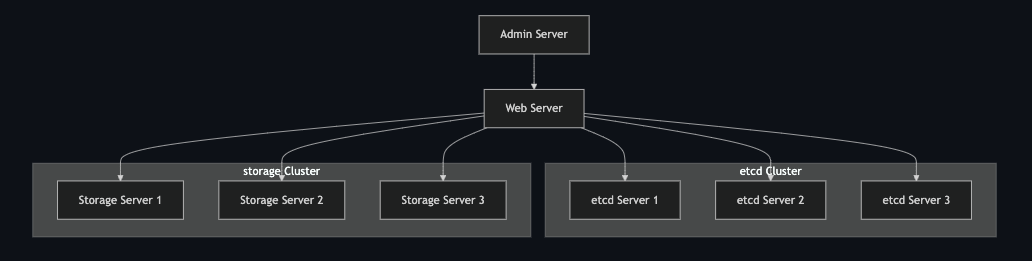 Admin Server
Web Server
storage Cluster
etcd Cluster
Storage Server 1
Storage Server 2
Storage Server 3
etcd Server 1
etcd Server 2
etcd Server 3